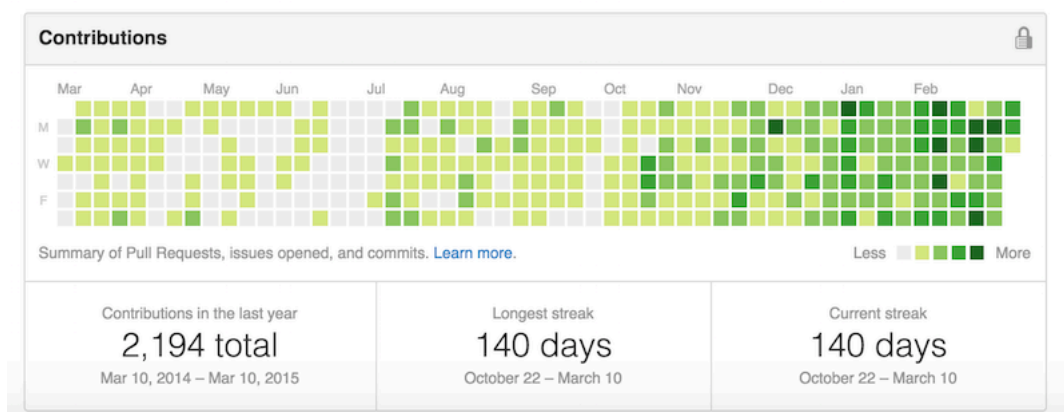 Contributions
Mar Apr May Jun Jul Aug Sep Oct Nov Dec Jan Feb
M
W
F
Summary of Pull Requests, issues opened, and commits. Learn more.
Less More
Contributions in the last year
2,194 total
Mar 10, 2014 – Mar 10, 2015
Longest streak
140 days
October 22 – March 10
Current streak
140 days
October 22 – March 10